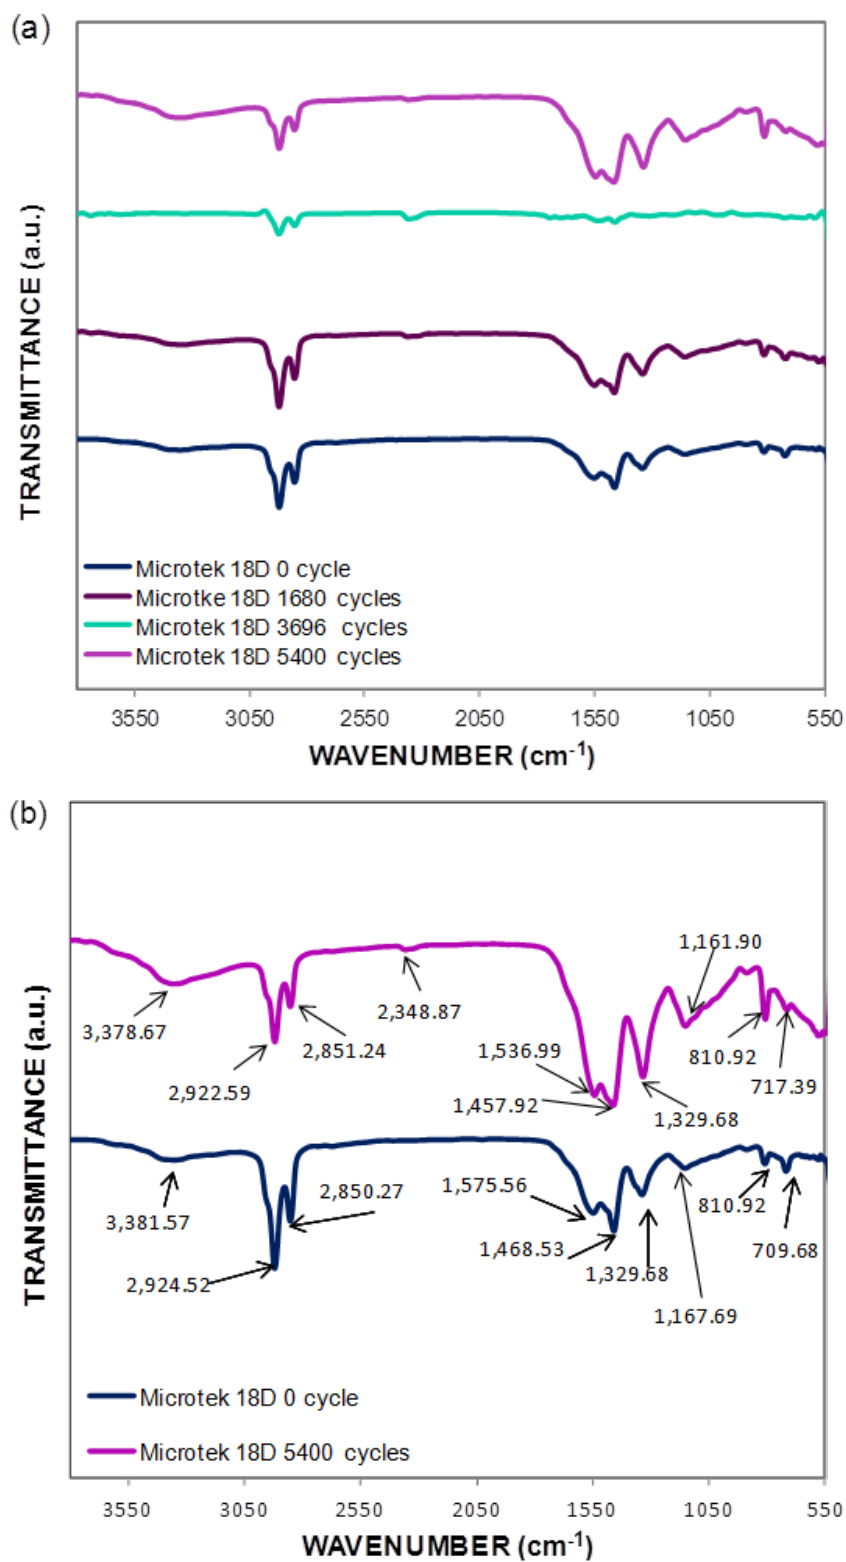 (a)
TRANSMITTANCE (a.u.)
Microtek 18D 0 cycle
Microtke 18D 1680 cycles
Microtek 18D 3696 cycles
Microtek 18D 5400 cycles
3550 3050 2550 2050 1550 1050 550
WAVENUMBER (cm-1)
(b)
TRANSMITTANCE (a.u.)
1,161.90
3,378.67
2,348.87
2,851.24
1,536.99
810.92
2,922.59
717.39
1,457.92
1,329.68
2,850.27
1,575.56
810.92
3,381.57
1,468.53
709.68
2,924.52
1,329.68
1,167.69
Microtek 18D 0 cycle
Microtek 18D 5400 cycles
3550 3050 2550 2050 1550 1050 550
WAVENUMBER (cm-1)